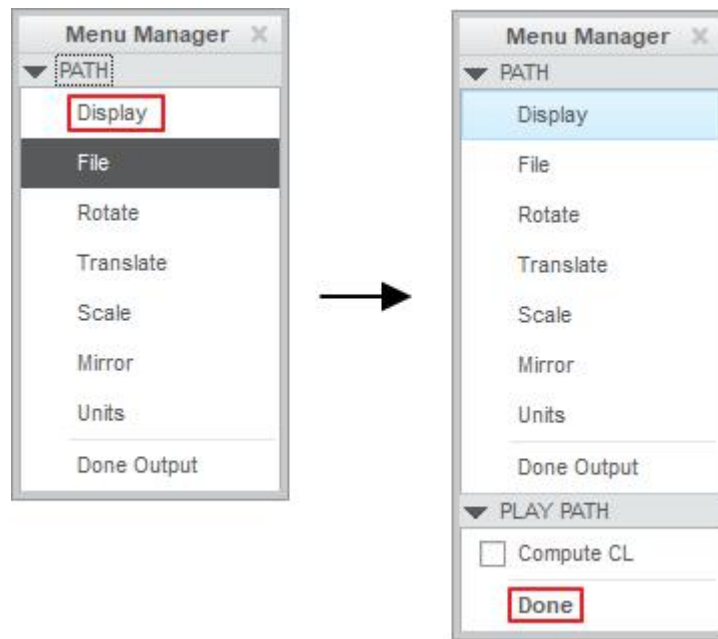 Menu Manager
PATH
Display
File
Rotate
Translate
Scale
Mirror
Units
Done Output
Menu Manager
PATH
Display
File
Rotate
Translate
Scale
Mirror
Units
Done Output
PLAY PATH
Compute CL
Done